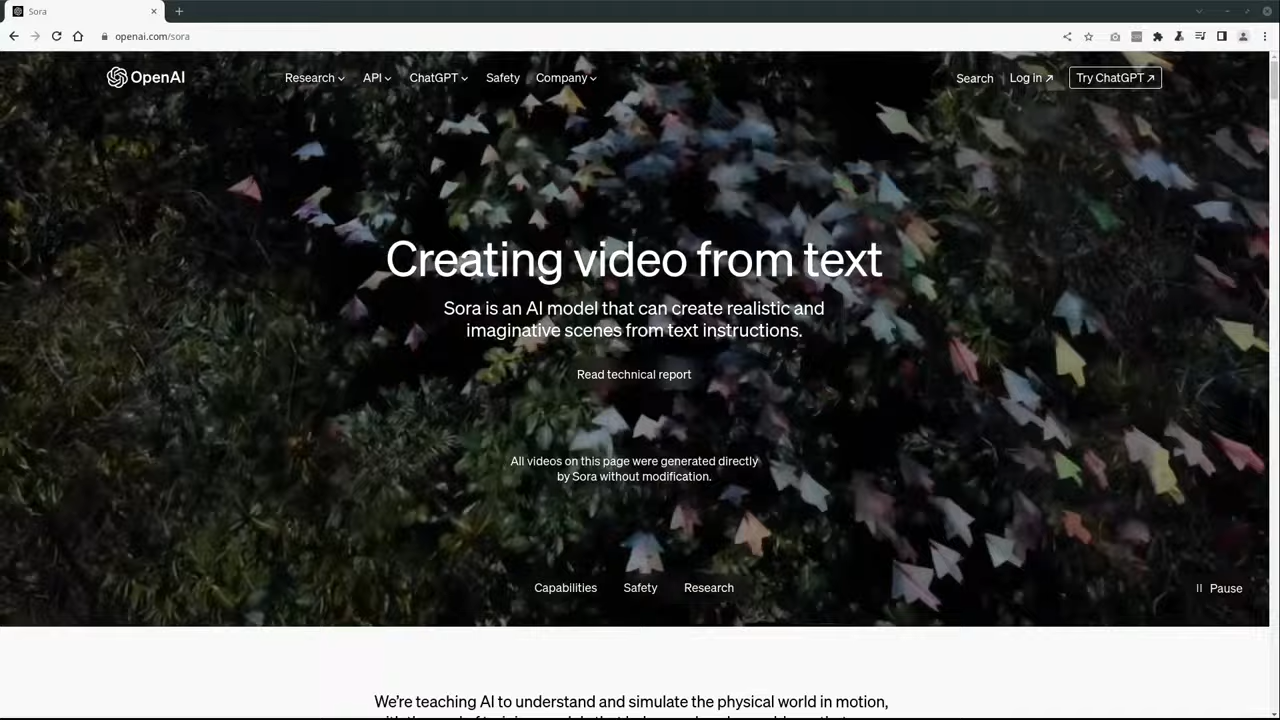 Sora
openai.com/sora
OpenAI Research API ChatGPT Safety Company Search Log in ↗ Try ChatGPT ↗
Creating video from text
Sora is an AI model that can create realistic and
imaginative scenes from text instructions.
Read technical report
All videos on this page were generated directly
by Sora without modification.
Capabilities Safety Research Pause
We're teaching AI to understand and simulate the physical world in motion,